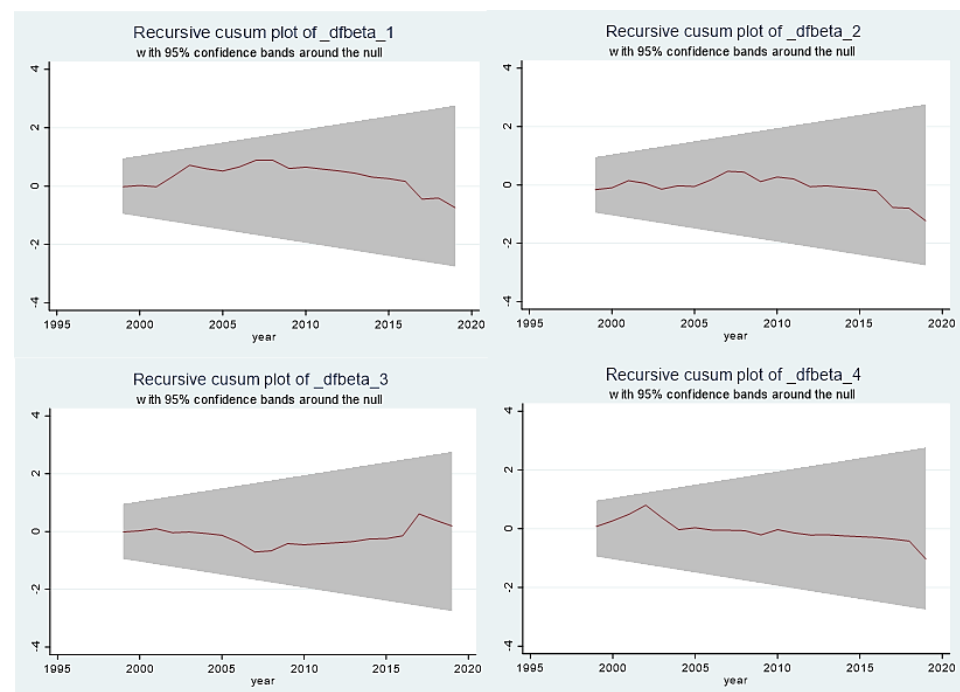 Recursive cusum plot of _dfbeta_1
with 95% confidence bands around the null
4
2
0
-2
-4
1995 2000 2005 2010 2015 2020
year
Recursive cusum plot of _dfbeta_2
with 95% confidence bands around the null
4
2
0
-2
-4
1995 2000 2005 2010 2015 2020
year
Recursive cusum plot of _dfbeta_3
with 95% confidence bands around the null
4
2
0
-2
-4
1995 2000 2005 2010 2015 2020
year
Recursive cusum plot of _dfbeta_4
with 95% confidence bands around the null
4
2
0
-2
-4
1995 2000 2005 2010 2015 2020
year